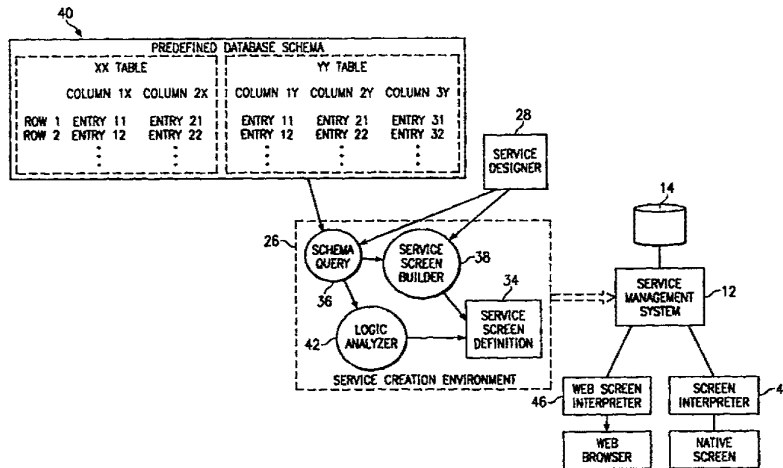 40
PREDEFINED DATABASE SCHEMA
XX TABLE
COLUMN 1X COLUMN 2X
ROW 1 ENTRY 11 ENTRY 21
ROW 2 ENTRY 12 ENTRY 22
YY TABLE
COLUMN 1Y COLUMN 2Y COLUMN 3Y
ENTRY 11 ENTRY 21 ENTRY 31
ENTRY 12 ENTRY 22 ENTRY 32
28
SERVICE
DESIGNER
26
SCHEMA
QUERY
36
SERVICE
SCREEN
BUILDER
38
34
SERVICE
SCREEN
DEFINITION
42
LOGIC
ANALYZER
SERVICE CREATION ENVIRONMENT
14
SERVICE
MANAGEMENT
SYSTEM
12
WEB SCREEN
INTERPRETER
46
SCREEN
INTERPRETER
WEB
BROWSER
NATIVE
SCREEN